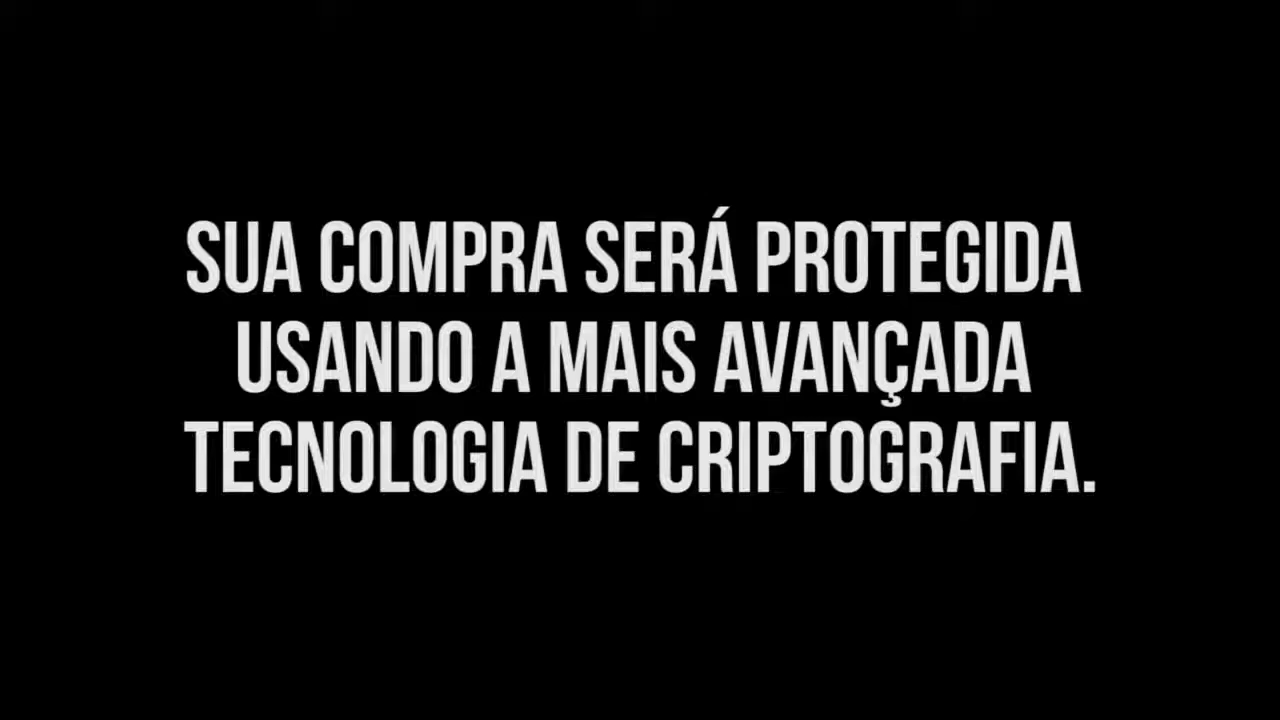 SUA COMPRA SERÁ PROTEGIDA
USANDO A MAIS AVANÇADA
TECNOLOGIA DE CRIPTOGRAFIA.